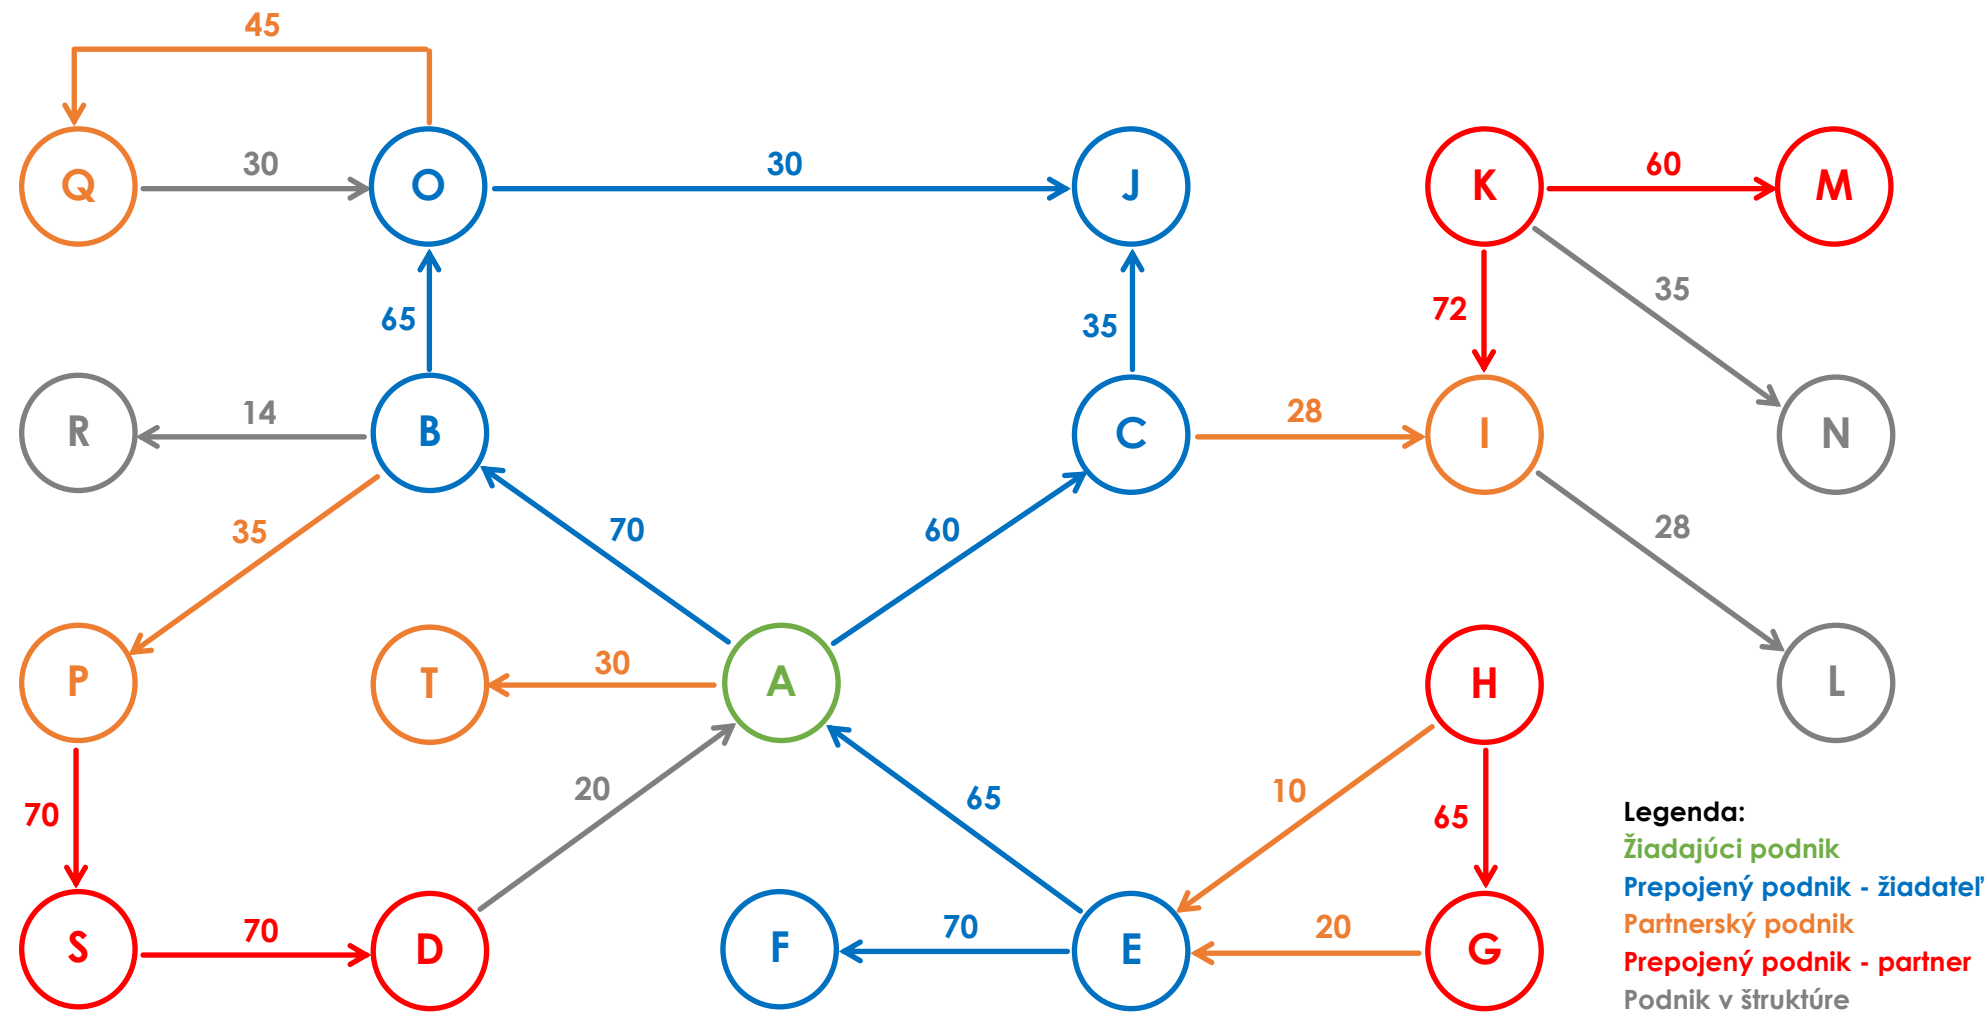 45
Q 30 O 30 J K 60 M
65 35 72 35
R 14 B C 28 I N
35 70 60 28
P T 30 A H L
70 20 65 10 65
S 70 D F 70 E 20 G
Legenda:
Žiadajúci podnik
Prepojený podnik - žiadateľ
Partnerský podnik
Prepojený podnik - partner
Podnik v štruktúre